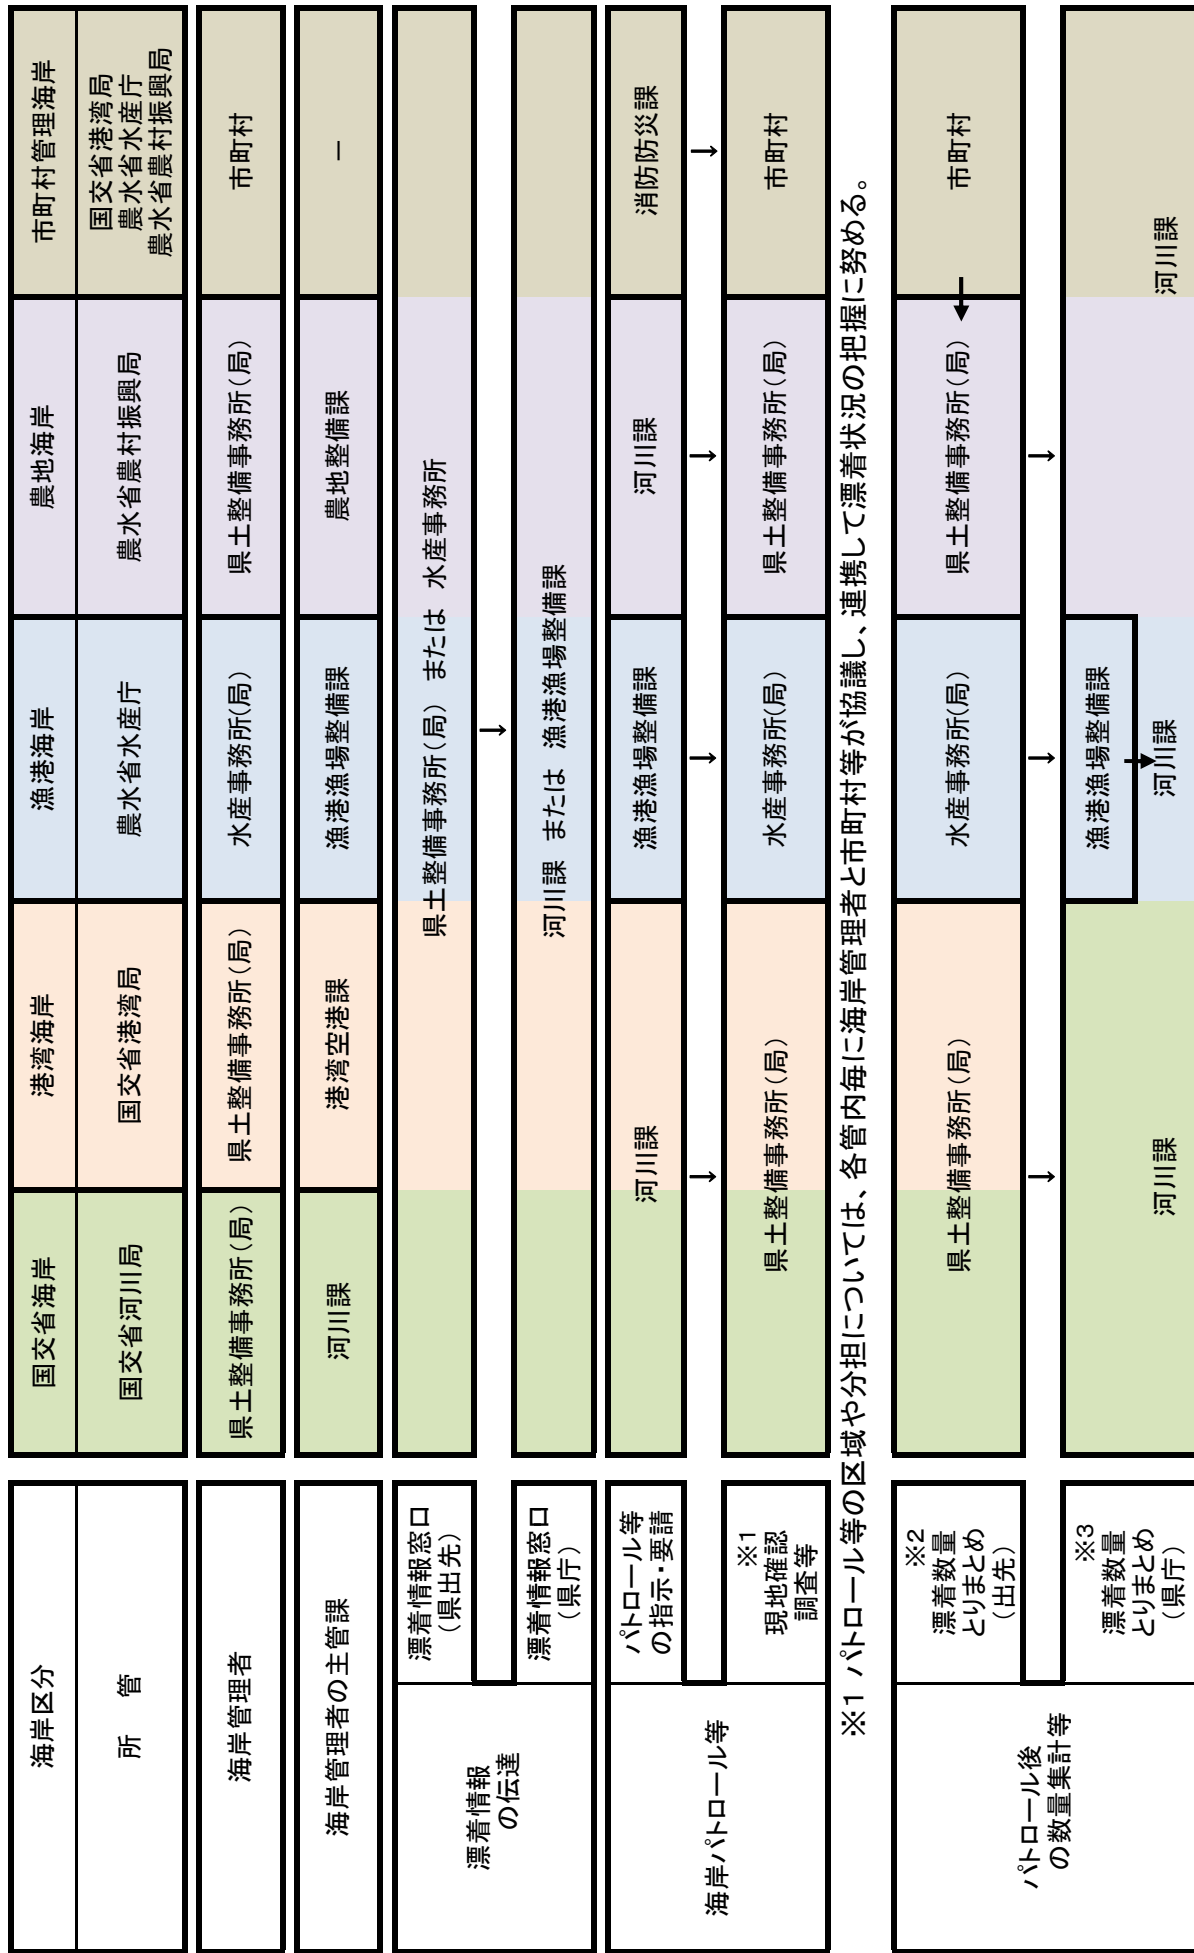 海岸区分
国交省海岸
港湾海岸
漁港海岸
農地海岸
市町村管理海岸
所　管
国交省河川局
国交省港湾局
農水省水産庁
農水省農村振興局
国交省港湾局
農水省水産庁
農水省農村振興局
海岸管理者
県土整備事務所(局)
県土整備事務所(局)
水産事務所(局)
県土整備事務所(局)
市町村
海岸管理者の主管課
河川課
港湾空港課
漁港漁場整備課
農地整備課
－
漂着情報
の伝達
漂着情報窓口
（県出先）
県土整備事務所(局)　または　水産事務所
↓
漂着情報窓口
（県庁）
河川課　または　漁港漁場整備課
海岸パトロール等
パトロール等
の指示・要請
河川課
漁港漁場整備課
河川課
消防防災課
↓
↓
↓
↓
※1
現地確認
調査等
県土整備事務所(局)
水産事務所(局)
県土整備事務所(局)
市町村
※1 パトロール等の区域や分担については、各管内毎に海岸管理者と市町村等が協議し、連携して漂着状況の把握に努める。
パトロール後
の数量集計等
※2
漂着数量
とりまとめ
（出先）
県土整備事務所(局)
水産事務所(局)
県土整備事務所(局)
←
市町村
↓
↓
↓
※3
漂着数量
とりまとめ
（県庁）
河川課
漁港漁場整備課
↓
河川課
河川課